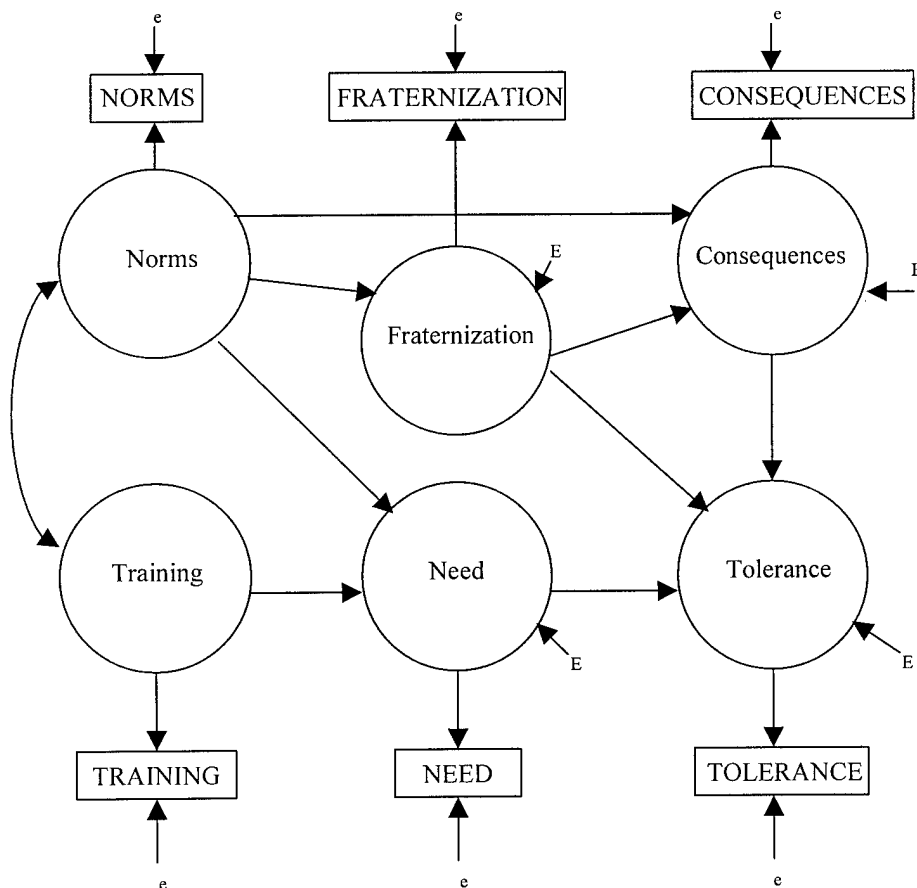 e
e
e
NORMS
FRATERNIZATION
CONSEQUENCES
Norms
Fraternization
Consequences
E
E
Training
Need
Tolerance
E
E
TRAINING
NEED
TOLERANCE
e
e
e